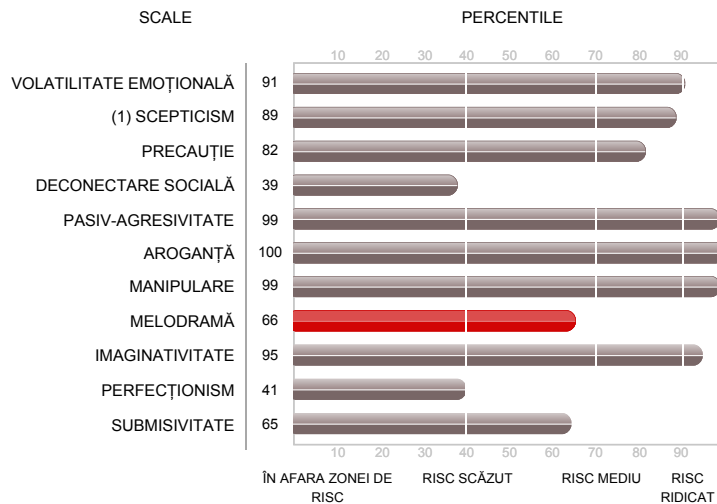 SCALE PERCENTILE
10 20 30 40 50 60 70 80 90
VOLATILITATE EMOȚIONALĂ 91
(1) SCEPTICISM 89
PRECAUȚIE 82
DECONECTARE SOCIALĂ 39
PASIV-AGRESIVITATE 99
AROGANȚĂ 100
MANIPULARE 99
MELODRAMĂ 66
IMAGINATIVITATE 95
PERFECȚIONISM 41
SUBMISIVITATE 65
10 20 30 40 50 60 70 80 90
ÎN AFARA ZONEI DE RISC SCĂZUT RISC MEDIU RISC
RISC RIDICAT